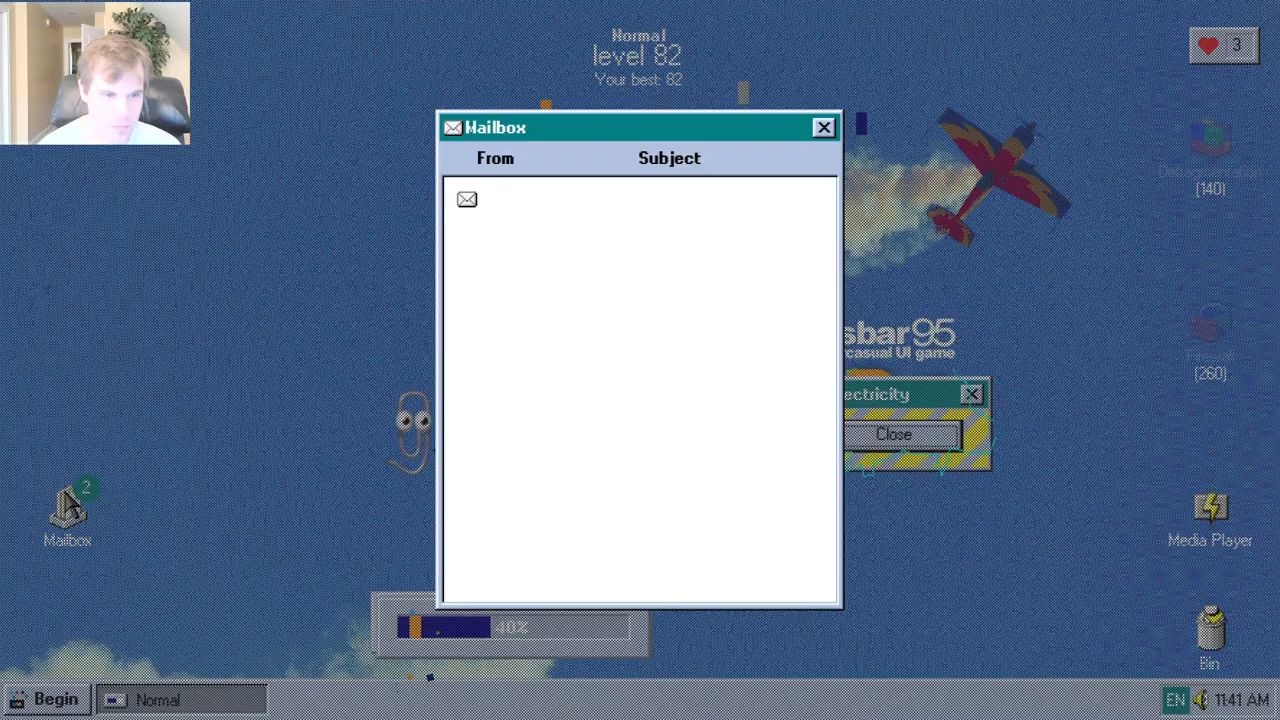 Normal
level 82
Your best: 82
3
Mailbox
From Subject
(140)
sbar95
casual UI game
(260)
ectricity
Close
2
Mailbox
Media Player
Bin
Begin
Normal
EN
11:41 AM